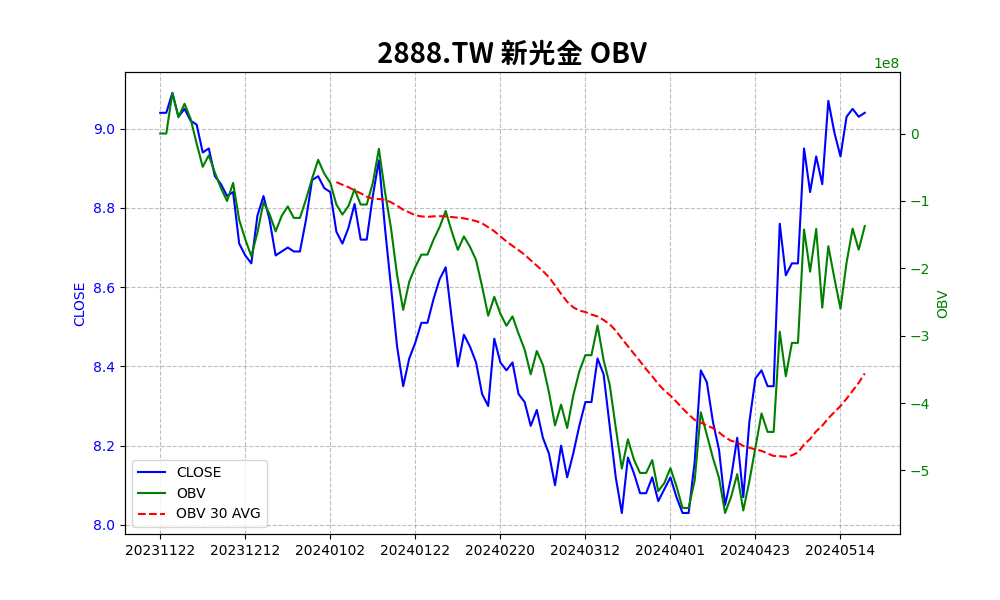 2888.TW 新光金 OBV
1e8
9.0
8.8
8.6
8.4
8.2
8.0
CLOSE
0
−1
−2
−3
−4
−5
OBV
CLOSE
OBV
OBV 30 AVG
20231122 20231212 20240102 20240122 20240220 20240312 20240401 20240423 20240514